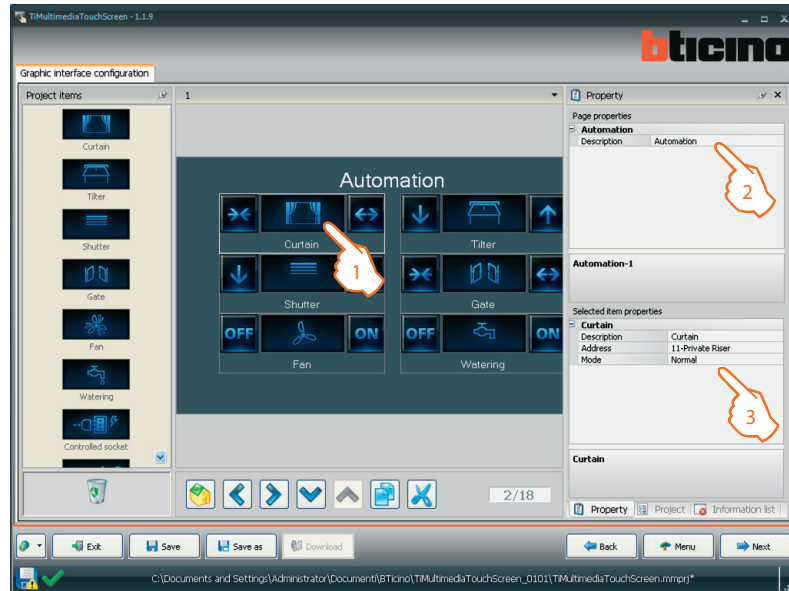 TiMultimediaTouchScreen - 1.1.9
bticino
Graphic interface configuration
Project items
Curtain
Tilter
Shutter
Gate
Fan
Watering
Controlled socket
1
Automation
Curtain
Tilter
1
Shutter
Gate
OFF
ON
OFF
ON
Fan
Watering
2/18
Property
Page properties
Automation
Description Automation
2
Automation-1
Selected item properties
Curtain
Description Curtain
Address 11-Private Riser
Mode Normal
3
Curtain
Property Project Information list
Exit Save Save as Download Back Menu Next
C:\Documents and Settings\Administrator\Documenti\BTicino\TiMultimediaTouchScreen_0101\TiMultimediaTouchScreen.mmprj*